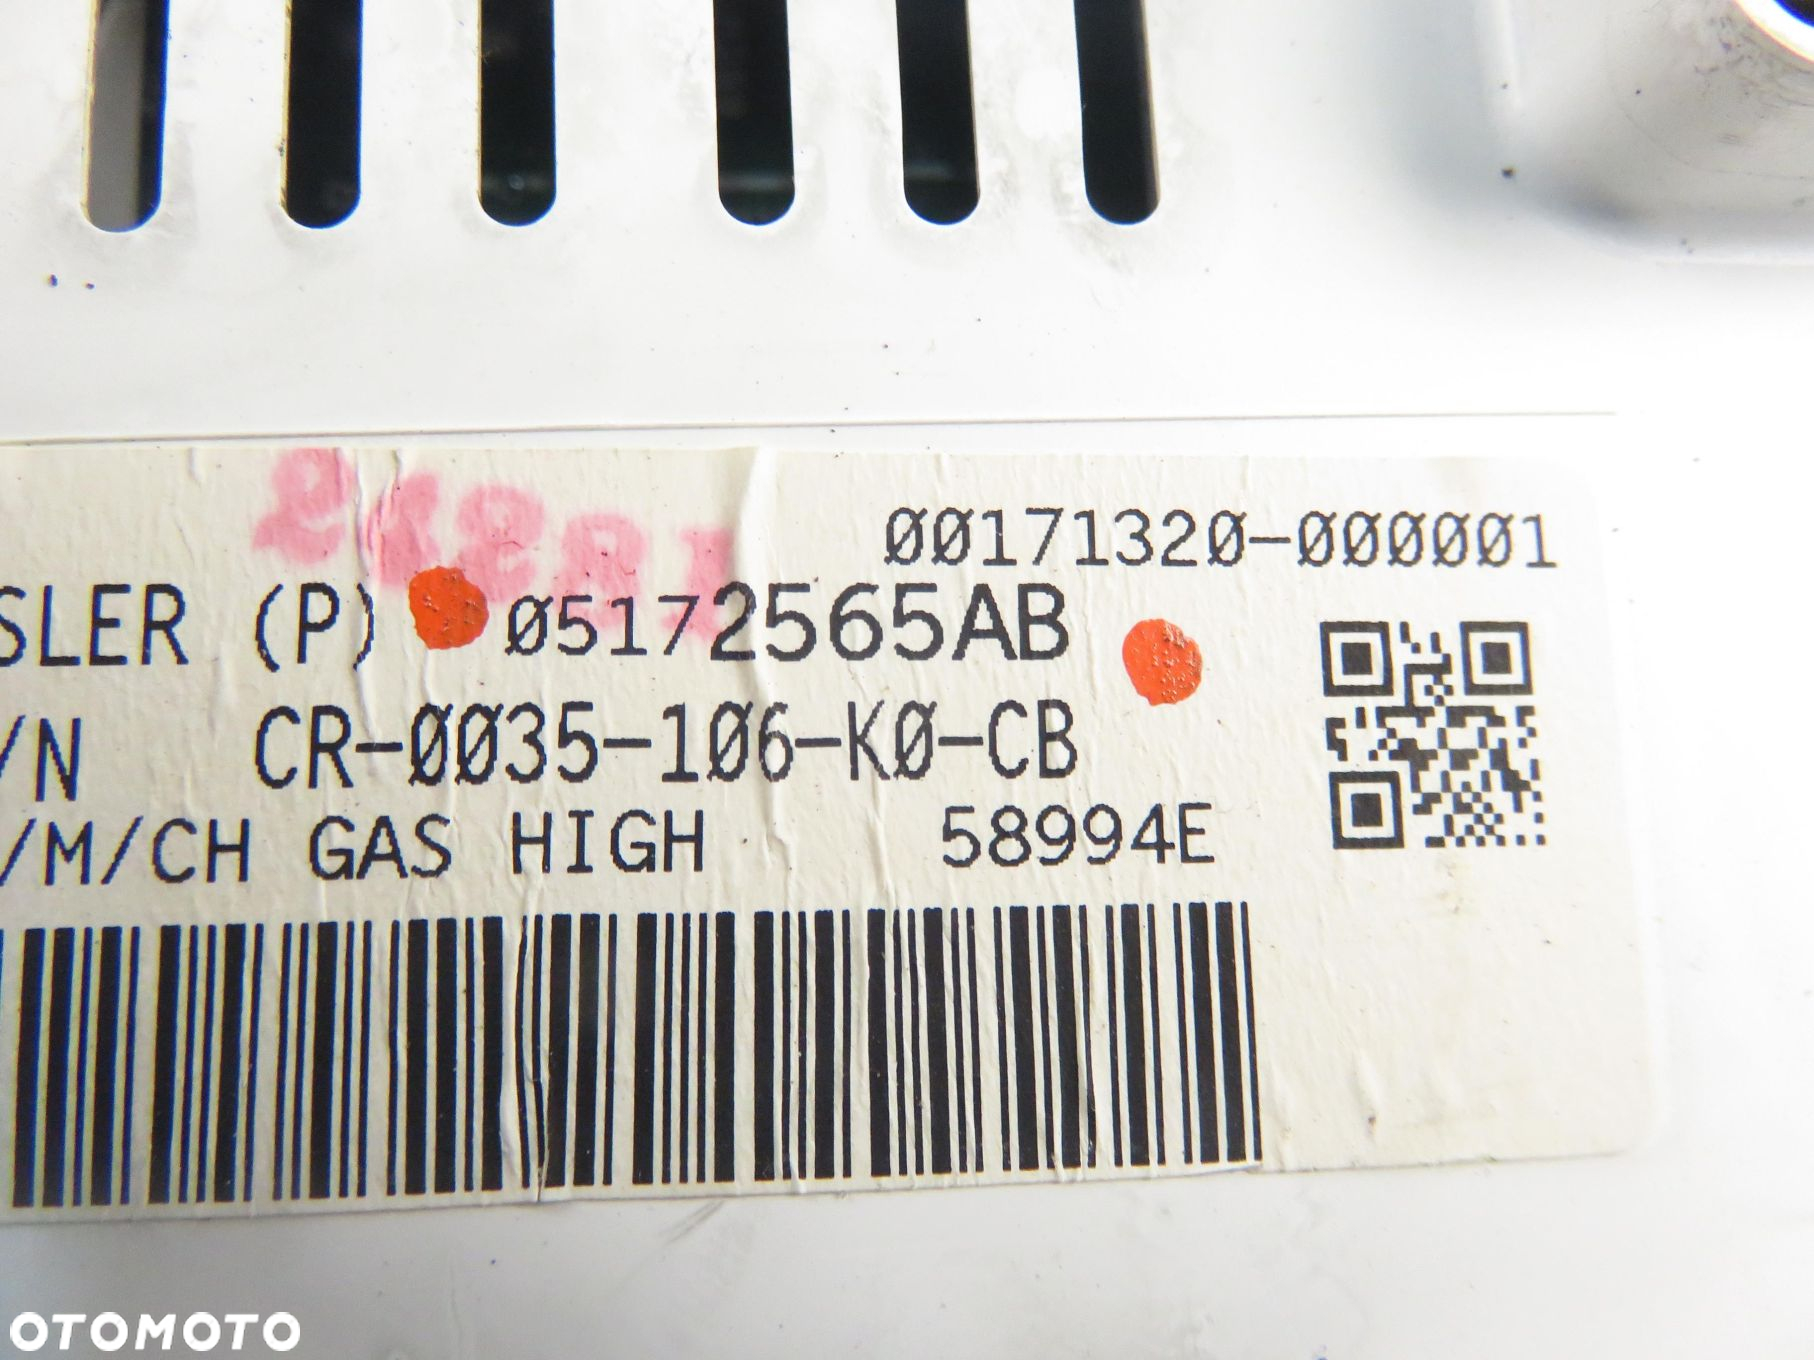 00171320-000001
SLER (P) 05172565AB
/N CR-0035-106-K0-CB
/M/CH GAS HIGH 58994E
OTOMOTO